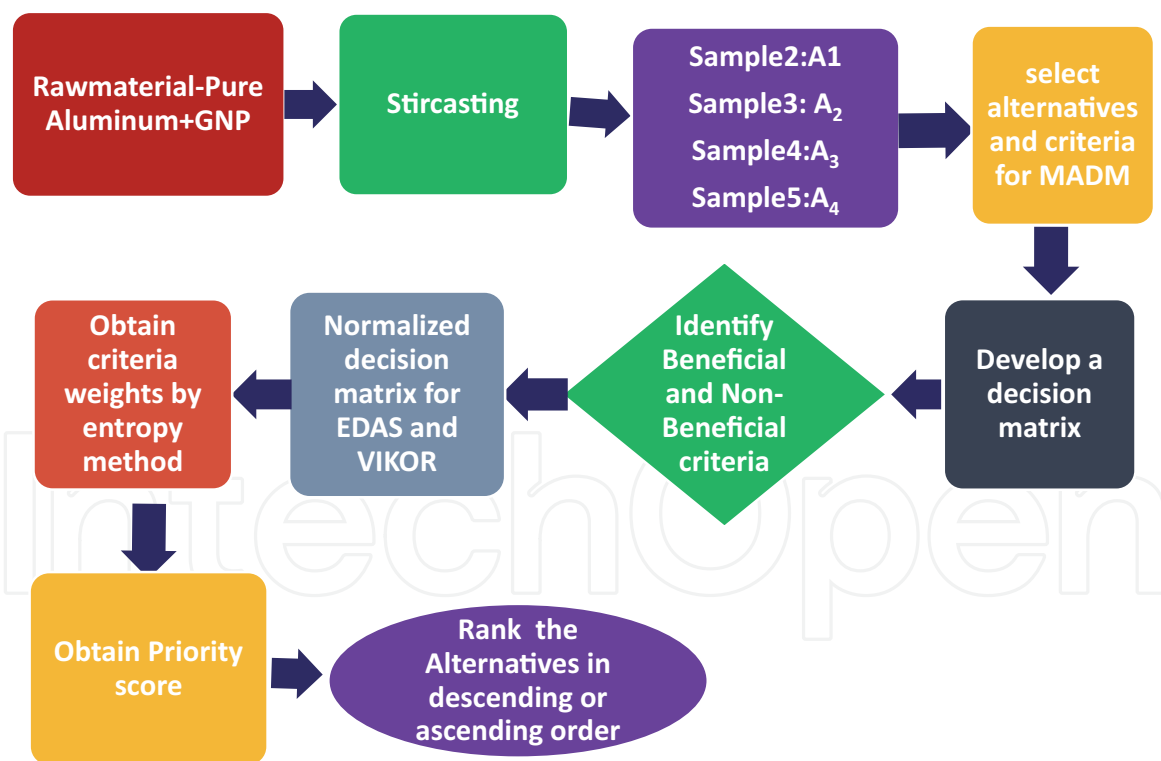 Rawmaterial-Pure
Aluminum+GNP
Stircasting
Sample2:A1
Sample3: A₂
Sample4:A₃
Sample5:A₄
select
alternatives
and criteria
for MADM
Develop a
decision
matrix
Identify
Beneficial
and Non-
Beneficial
criteria
Normalized
decision
matrix for
EDAS and
VIKOR
Obtain
criteria
weights by
entropy
method
Obtain Priority
score
Rank the
Alternatives in
descending or
ascending order
IntechOpen